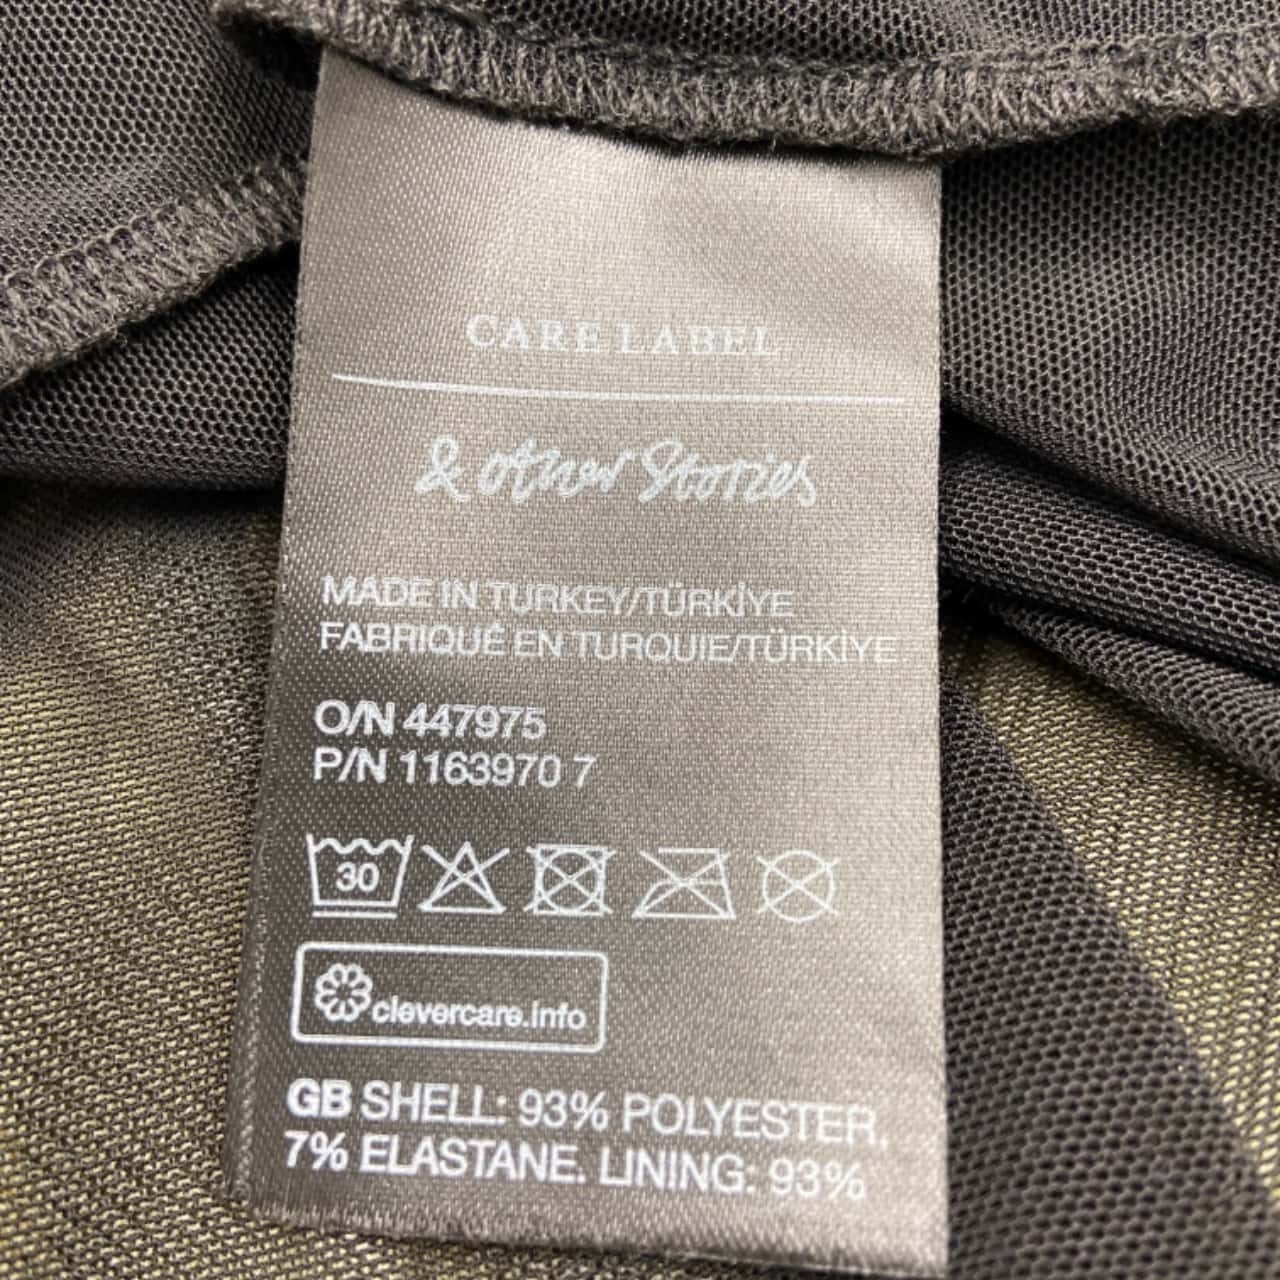 CARE LABEL
& other Stories
MADE IN TURKEY/TÜRKİYE
FABRIQUÉ EN TURQUIE/TÜRKİYE
O/N 447975
P/N 1163970 7
30
clevercare.info
GB SHELL: 93% POLYESTER,
7% ELASTANE. LINING: 93%